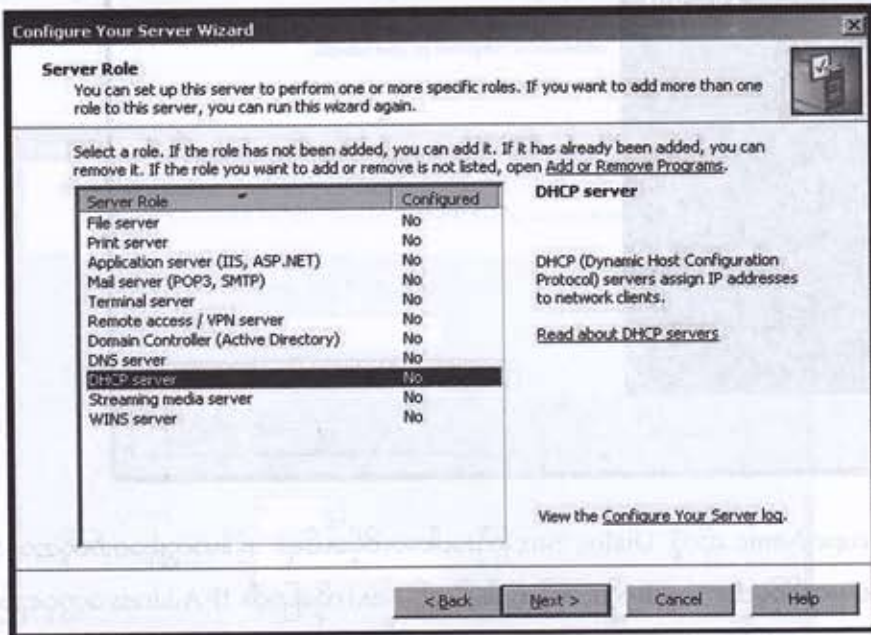 Configure Your Server Wizard
Server Role
You can set up this server to perform one or more specific roles. If you want to add more than one
role to this server, you can run this wizard again.
Select a role. If the role has not been added, you can add it. If it has already been added, you can
remove it. If the role you want to add or remove is not listed, open Add or Remove Programs.
Server Role Configured
File server No
Print server No
Application server (IIS, ASP.NET) No
Mail server (POP3, SMTP) No
Terminal server No
Remote access / VPN server No
Domain Controller (Active Directory) No
DNS server No
DHCP server No
Streaming media server No
WINS server No
DHCP server
DHCP (Dynamic Host Configuration
Protocol) servers assign IP addresses
to network clients.
Read about DHCP servers
View the Configure Your Server log.
< Back Next > Cancel Help